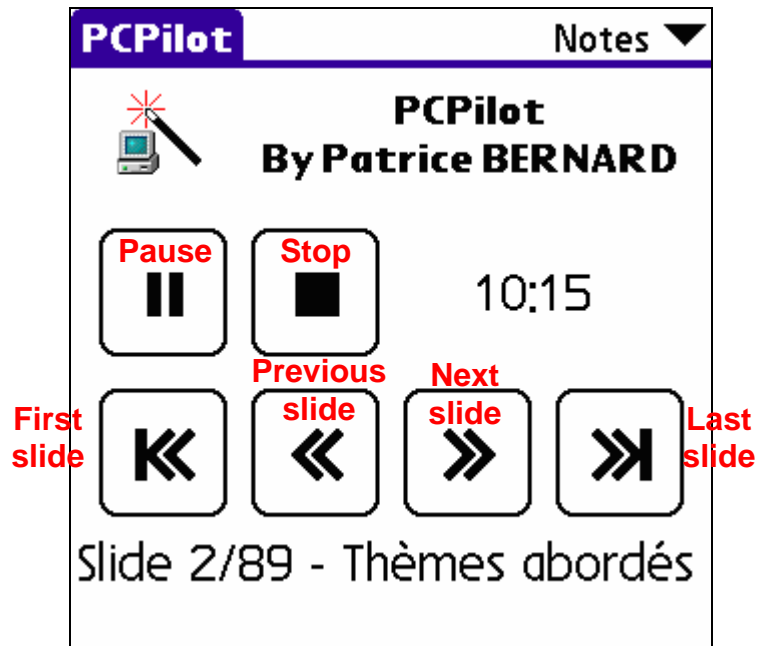 PCPilot
Notes
PCPilot
By Patrice BERNARD
Pause
Stop
10:15
Previous
slide
Next
slide
First
slide
Last
slide
Slide 2/89 - Thèmes abordés